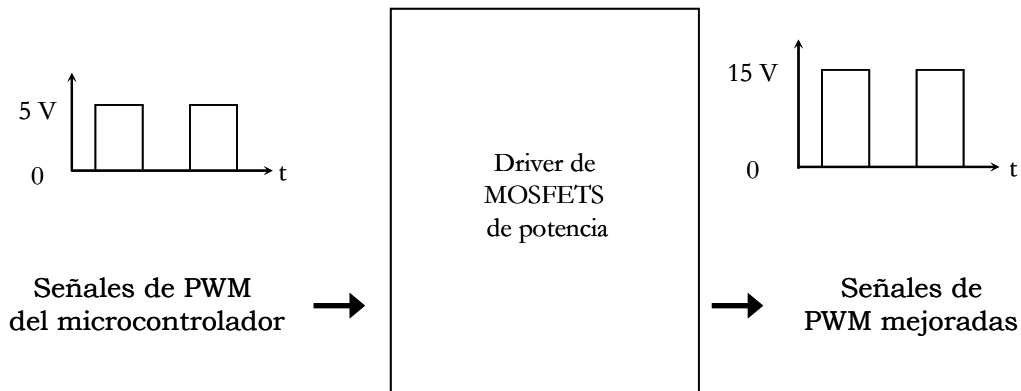 5 V
0
t
Señales de PWM
del microcontrolador
Driver de
MOSFETS
de potencia
15 V
0
t
Señales de
PWM mejoradas